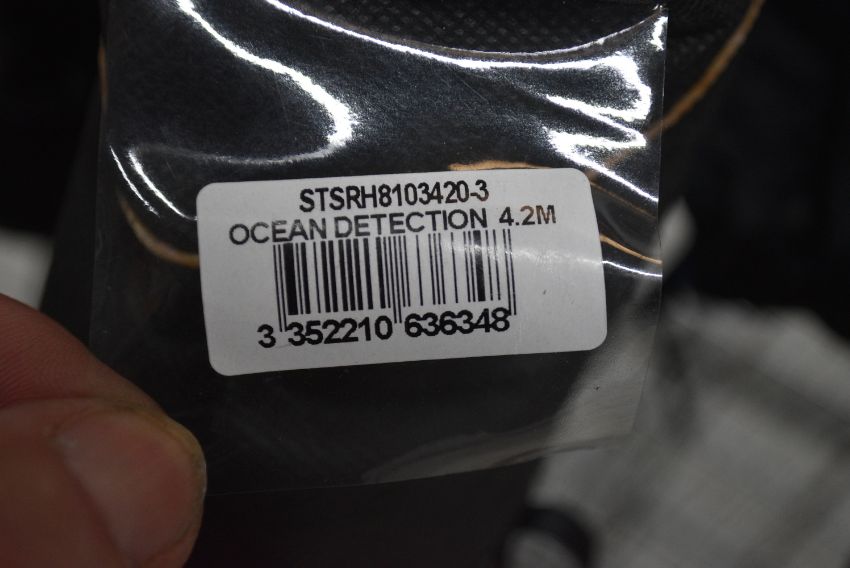 STSRH8103420-3
OCEAN DETECTION 4.2M
3 352210 636348